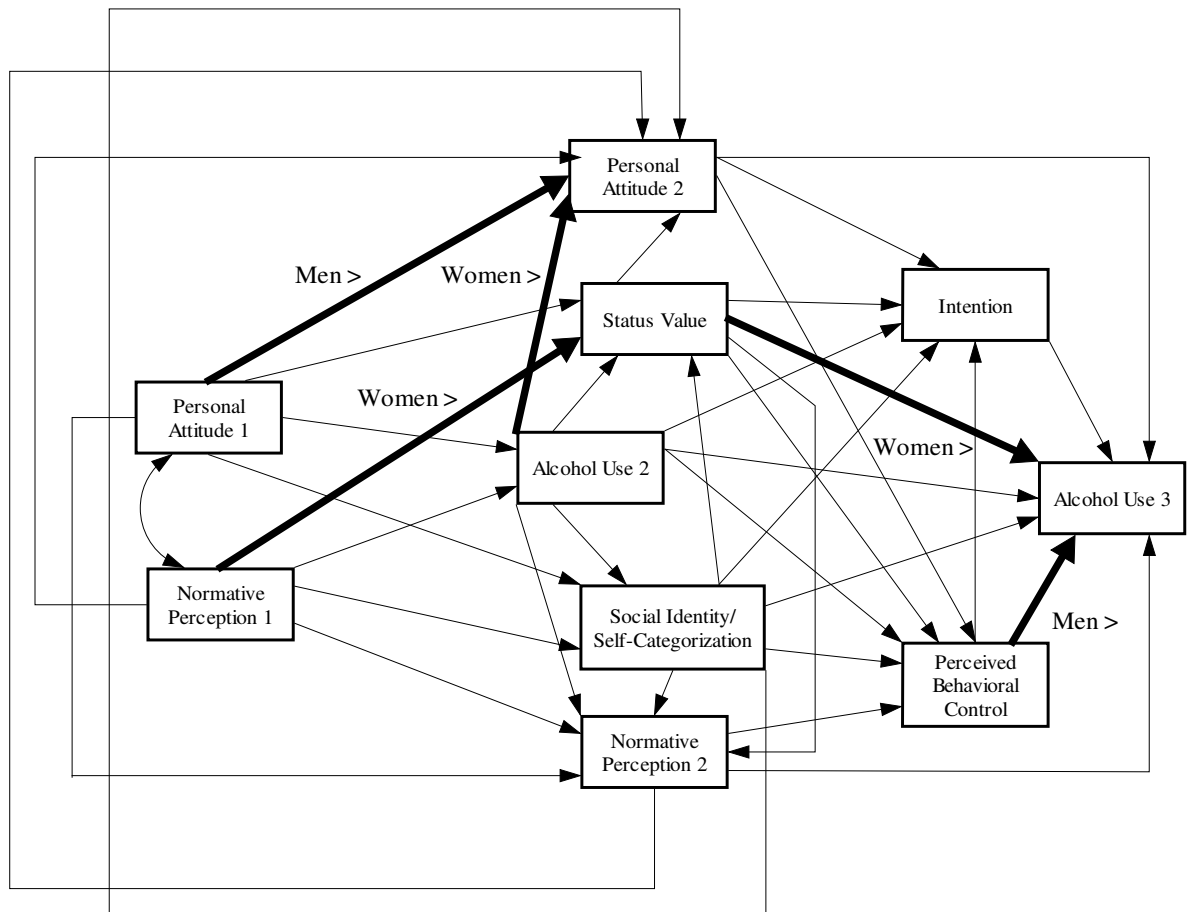 Personal
Attitude 2
Men >
Women >
Status Value
Intention
Personal
Attitude 1
Women >
Women >
Alcohol Use 2
Alcohol Use 3
Normative
Perception 1
Social Identity/
Self-Categorization
Men >
Perceived
Behavioral
Control
Normative
Perception 2